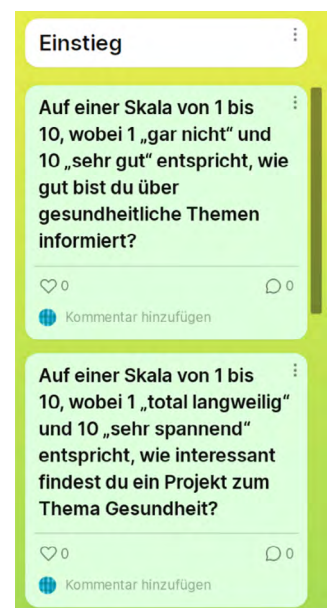 Einstieg
Auf einer Skala von 1 bis
10, wobei 1 „gar nicht“ und
10 „sehr gut“ entspricht, wie
gut bist du über
gesundheitliche Themen
informiert?
0 0
Kommentar hinzufügen
Auf einer Skala von 1 bis
10, wobei 1 „total langweilig“
und 10 „sehr spannend“
entspricht, wie interessant
findest du ein Projekt zum
Thema Gesundheit?
0 0
Kommentar hinzufügen